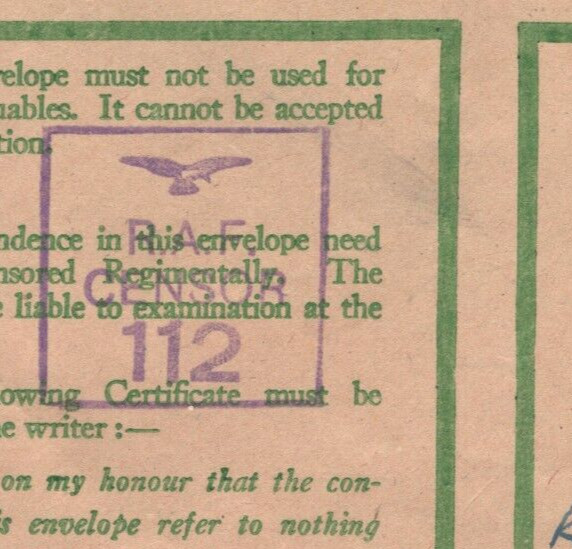 velope must not be used for
uables. It cannot be accepted
tion.
R.A.F.
ndence in this envelope need
nsored Regimentally. The
CENSOR
e liable to examination at the
112
owing Certificate must be
e writer :—
on my honour that the con-
is envelope refer to nothing